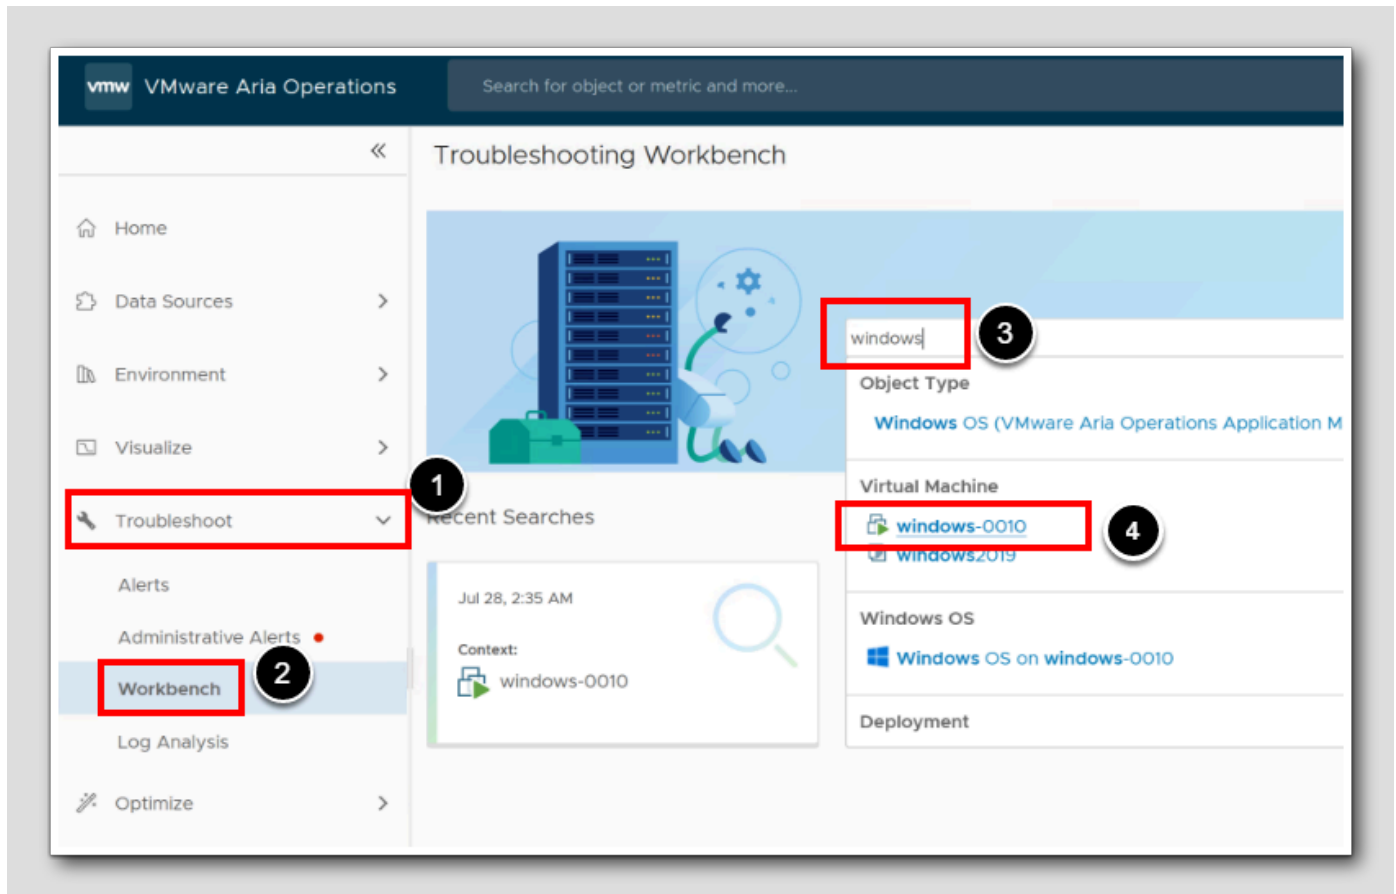 vmw VMware Aria Operations
Search for object or metric and more...
«
Troubleshooting Workbench
Home
Data Sources
Environment
Visualize
Troubleshoot
1
Alerts
Administrative Alerts
Workbench
2
Log Analysis
Optimize
windows
3
Object Type
Windows OS (VMware Aria Operations Application M
Virtual Machine
windows-0010
4
windows2019
Windows OS
Windows OS on windows-0010
Deployment
Recent Searches
Jul 28, 2:35 AM
Context:
windows-0010